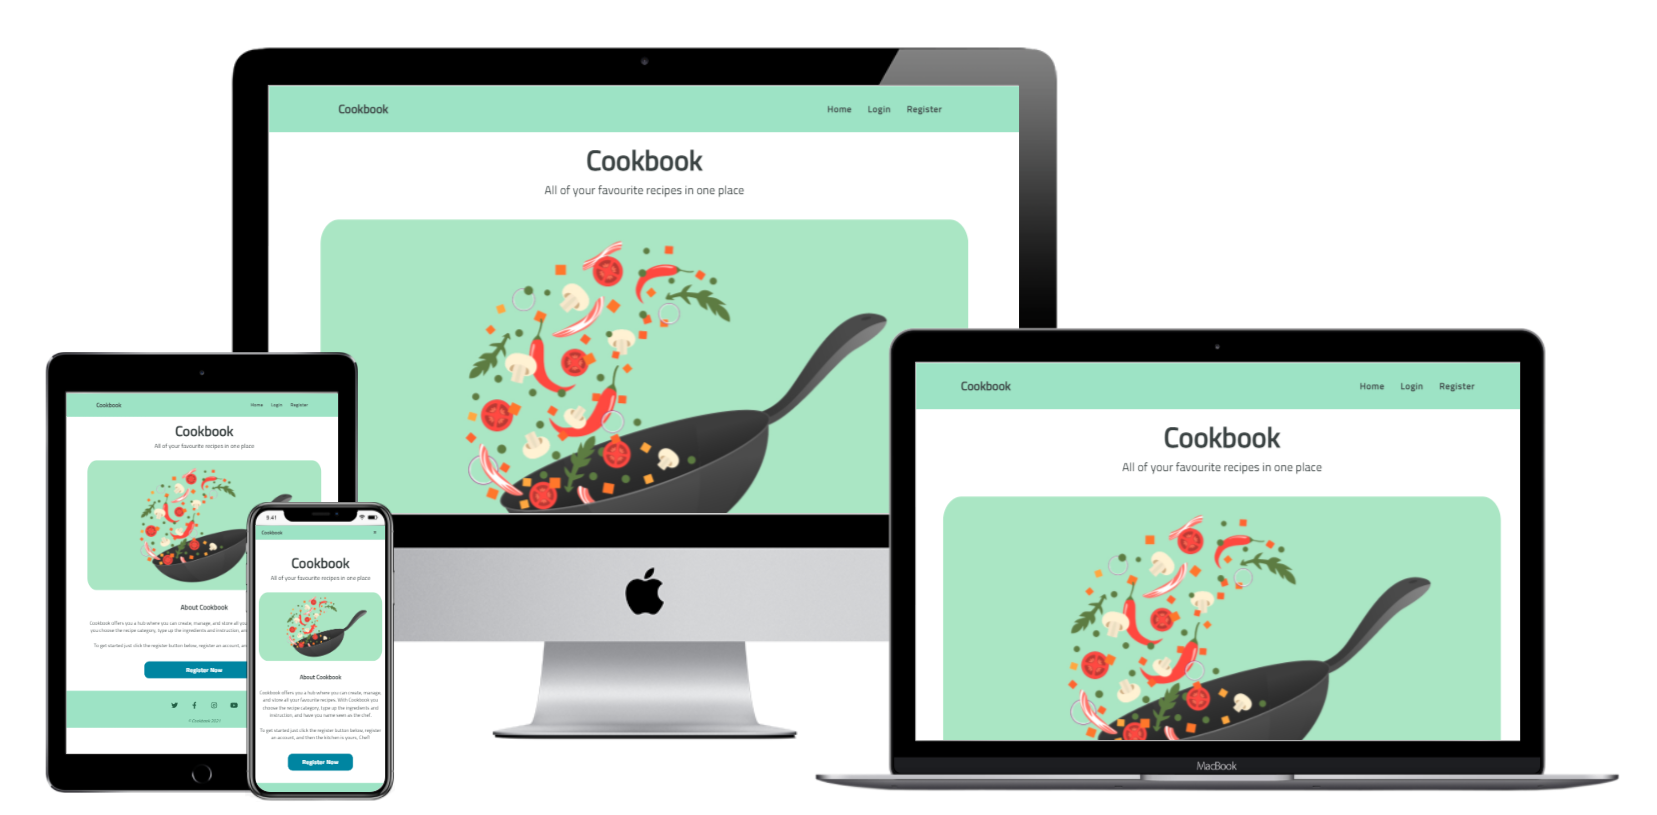 Cookbook
Home Login Register
Cookbook
All of your favourite recipes in one place
Cookbook
Home Login Register
Cookbook
All of your favourite recipes in one place
MacBook
Cookbook
Home Login Register
Cookbook
All of your favourite recipes in one place
About Cookbook
Cookbook offers you a hub where you can create, manage, and store all
you choose the recipe category, type up the ingredients and instruction,
To get started just click the register button below, register an account,
Register Now
© Cookbook 2021
9:41
Cookbook
Cookbook
All of your favourite recipes in one place
About Cookbook
Cookbook offers you a hub where you can create, manage,
and store all your favourite recipes. With Cookbook you
choose the recipe category, type up the ingredients and
instruction, and have you name seen as the chef.
To get started just click the register button below, register
an account, and then the kitchen is yours, Chef!
Register Now